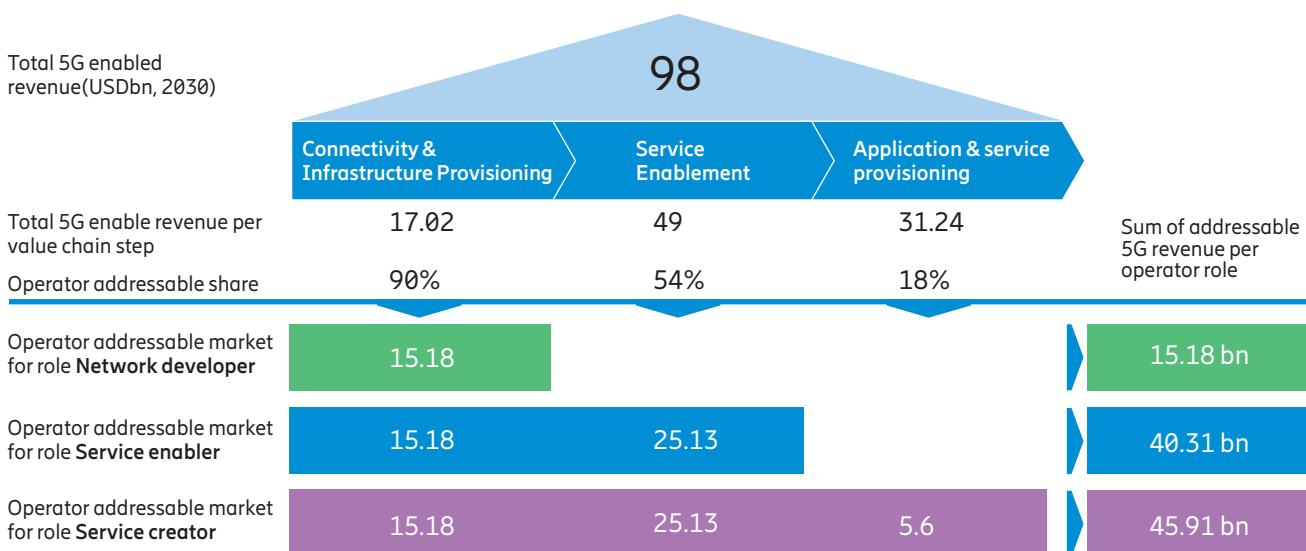 Total 5G enabled
revenue(USDbn, 2030)
98
Connectivity &
Infrastructure Provisioning
Service
Enablement
Application & service
provisioning
Total 5G enable revenue per
value chain step
17.02
49
31.24
Sum of addressable
5G revenue per
operator role
Operator addressable share
90%
54%
18%
Operator addressable market
for role Network developer
15.18
15.18 bn
Operator addressable market
for role Service enabler
15.18
25.13
40.31 bn
Operator addressable market
for role Service creator
15.18
25.13
5.6
45.91 bn